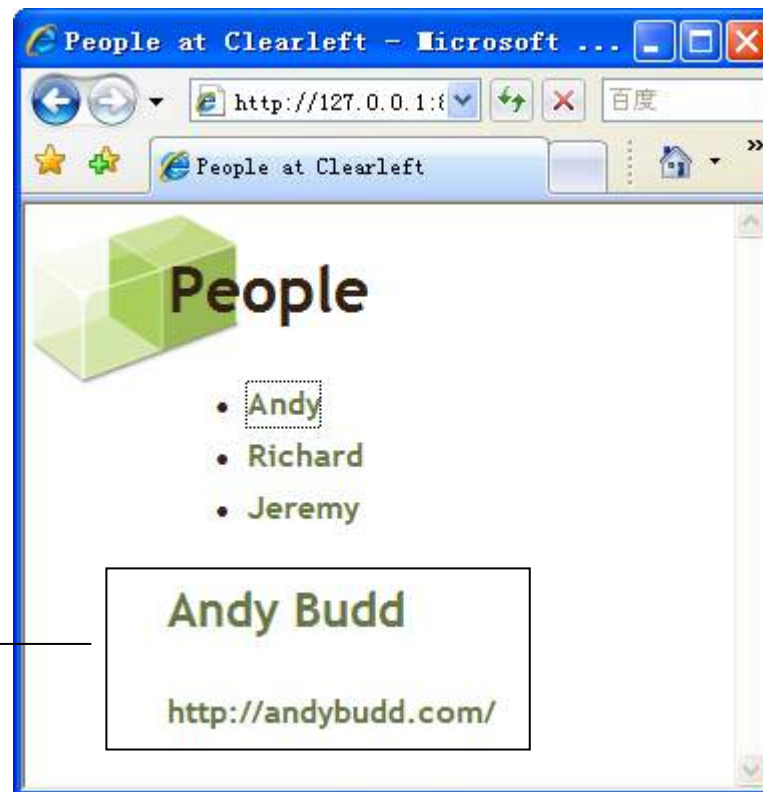 People at Clearleft - Microsoft ...
http://127.0.0.1:8
百度
People at Clearleft
People
• Andy
• Richard
• Jeremy
Andy Budd
http://andybudd.com/